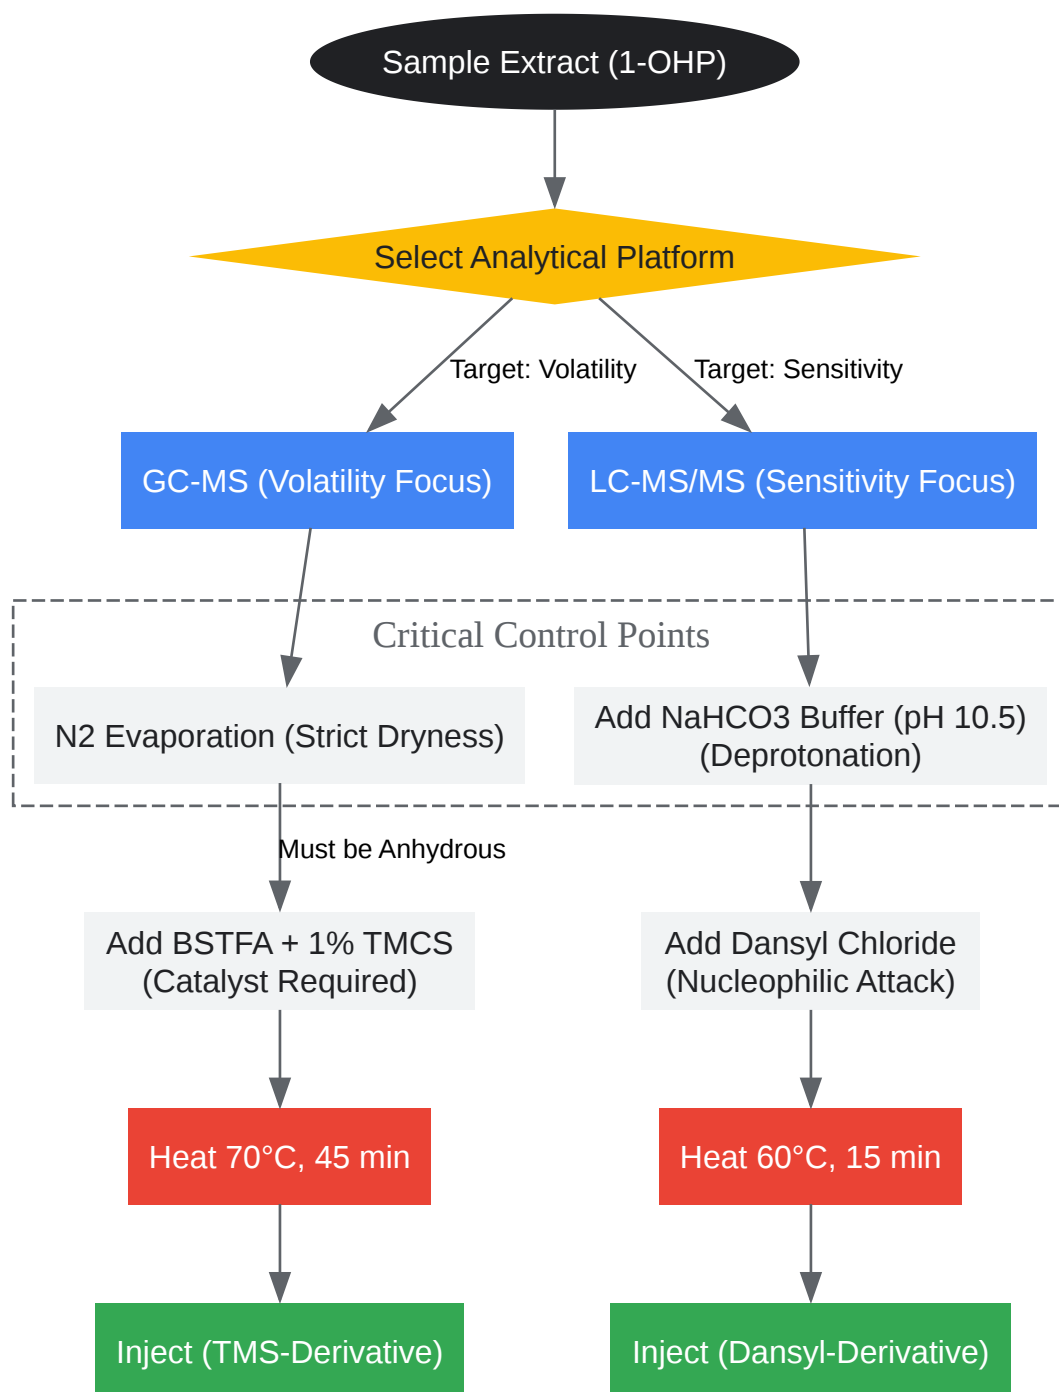 Sample Extract (1-OHP)
Select Analytical Platform
Target: Volatility
Target: Sensitivity
GC-MS (Volatility Focus)
LC-MS/MS (Sensitivity Focus)
Critical Control Points
N2 Evaporation (Strict Dryness)
Add NaHCO3 Buffer (pH 10.5)
(Deprotonation)
Must be Anhydrous
Add BSTFA + 1% TMCS
(Catalyst Required)
Add Dansyl Chloride
(Nucleophilic Attack)
Heat 70°C, 45 min
Heat 60°C, 15 min
Inject (TMS-Derivative)
Inject (Dansyl-Derivative)